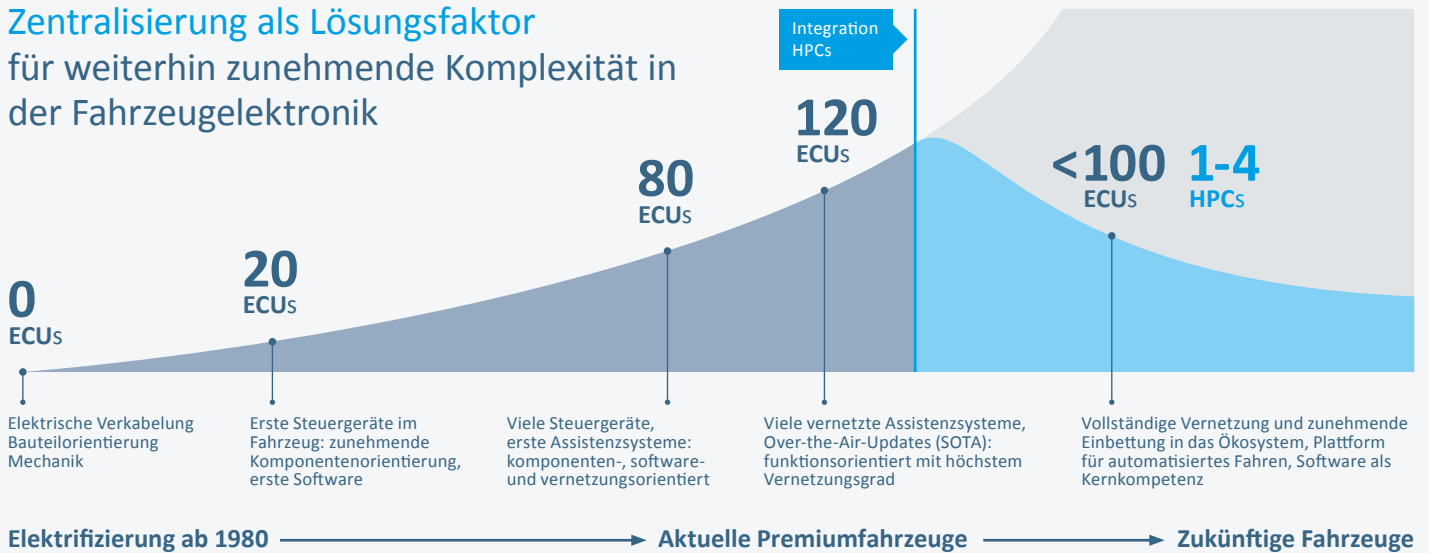 Zentralisierung als Lösungsfaktor
für weiterhin zunehmende Komplexität in
der Fahrzeugelektronik
Integration
HPCs
0
ECUs
20
ECUs
80
ECUs
120
ECUs
<100
ECUs
1-4
HPCs
Elektrische Verkabelung
Bauteilorientierung
Mechanik
Erste Steuergeräte im
Fahrzeug: zunehmende
Komponentenorientierung,
erste Software
Viele Steuergeräte,
erste Assistenzsysteme:
komponenten-, software-
und vernetzungsorientiert
Viele vernetzte Assistenzsysteme,
Over-the-Air-Updates (SOTA):
funktionsorientiert mit höchstem
Vernetzungsgrad
Vollständige Vernetzung und zunehmende
Einbettung in das Ökosystem, Plattform
für automatisiertes Fahren, Software als
Kernkompetenz
Elektrifizierung ab 1980
Aktuelle Premiumfahrzeuge
Zukünftige Fahrzeuge